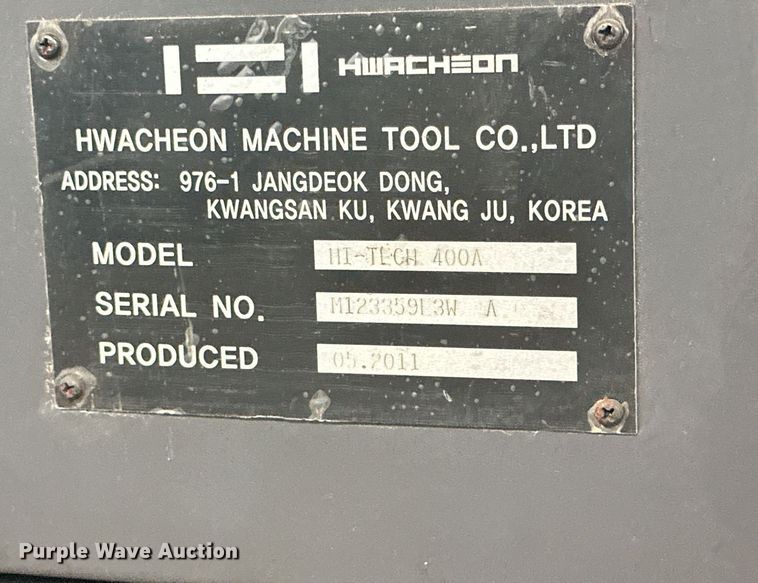 HWACHEON
HWACHEON MACHINE TOOL CO.,LTD
ADDRESS: 976-1 JANGDEOK DONG,
KWANGSAN KU, KWANG JU, KOREA
MODEL HI-TECH 400A
SERIAL NO. M123359L3W A
PRODUCED 05.2011
Purple Wave Auction